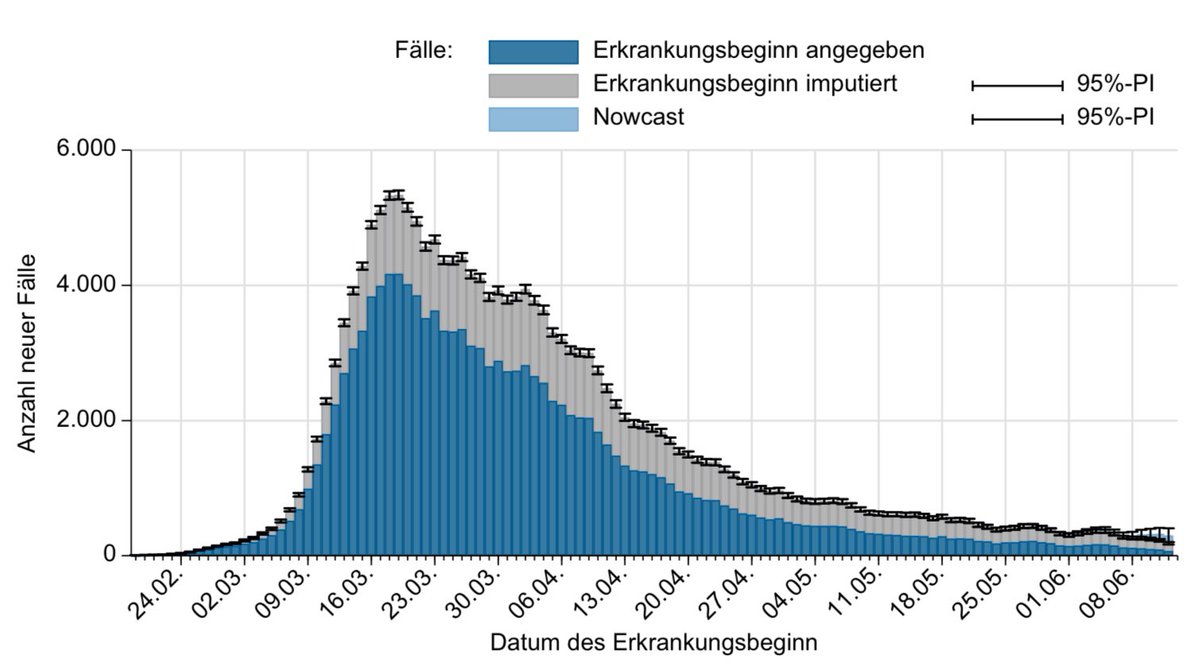 Fälle:
Erkrankungsbeginn angegeben
Erkrankungsbeginn imputiert
95%-PI
Nowcast
95%-PI
Anzahl neuer Fälle
6.000
4.000
2.000
0
24.02.
02.03.
09.03.
16.03.
23.03.
30.03.
06.04.
13.04.
20.04.
27.04.
04.05.
11.05.
18.05.
25.05.
01.06.
08.06.
Datum des Erkrankungsbeginn